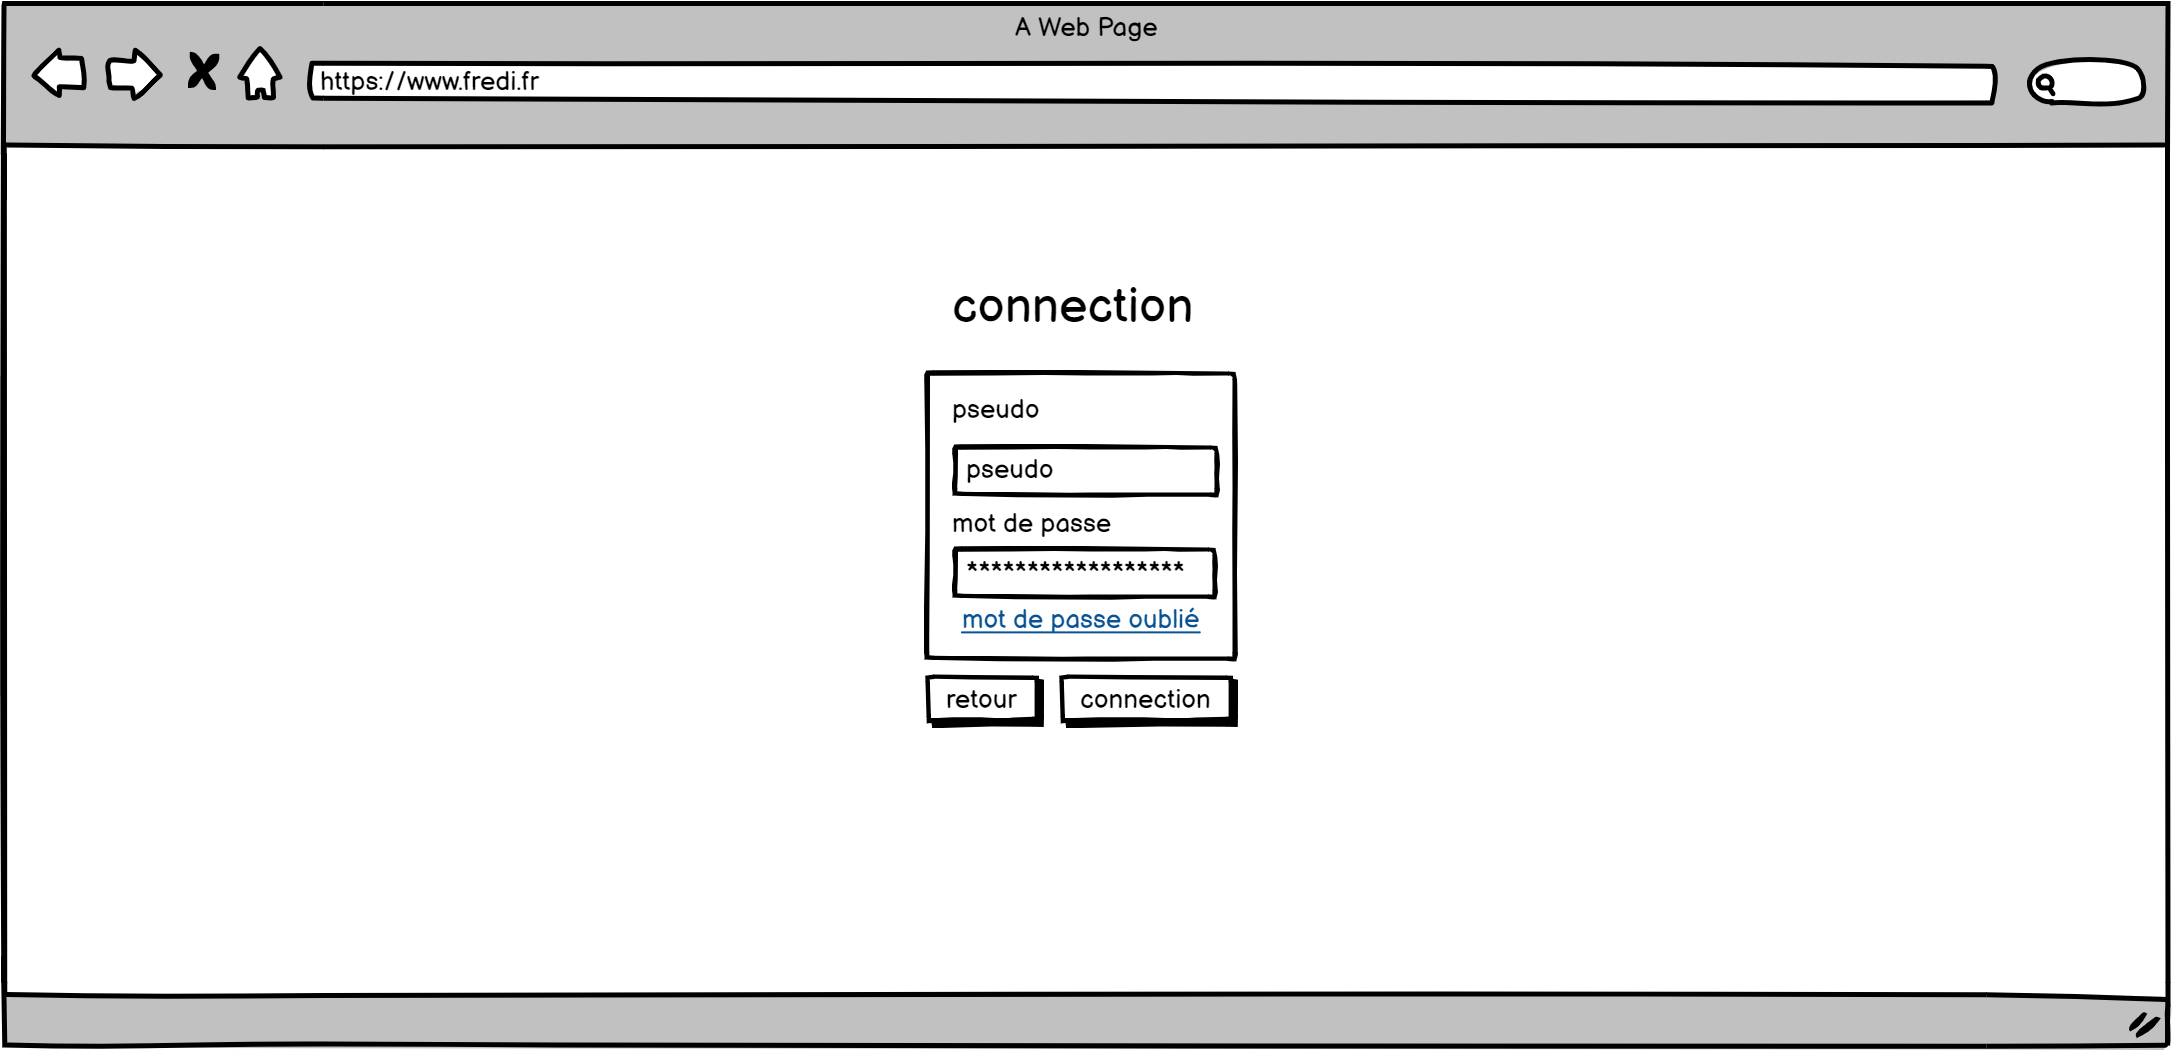 A Web Page
https://www.fredi.fr
connection
pseudo
pseudo
mot de passe
******************
mot de passe oublié
retour
connection